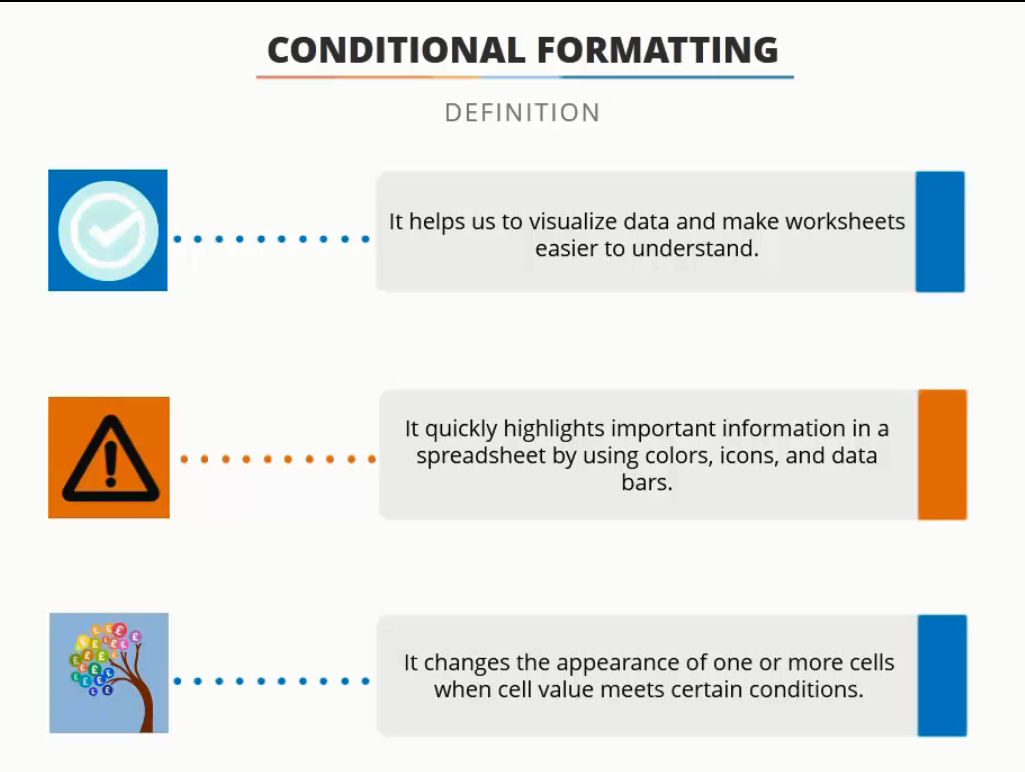 CONDITIONAL FORMATTING
DEFINITION
It helps us to visualize data and make worksheets
easier to understand.
It quickly highlights important information in a
spreadsheet by using colors, icons, and data
bars.
It changes the appearance of one or more cells
when cell value meets certain conditions.